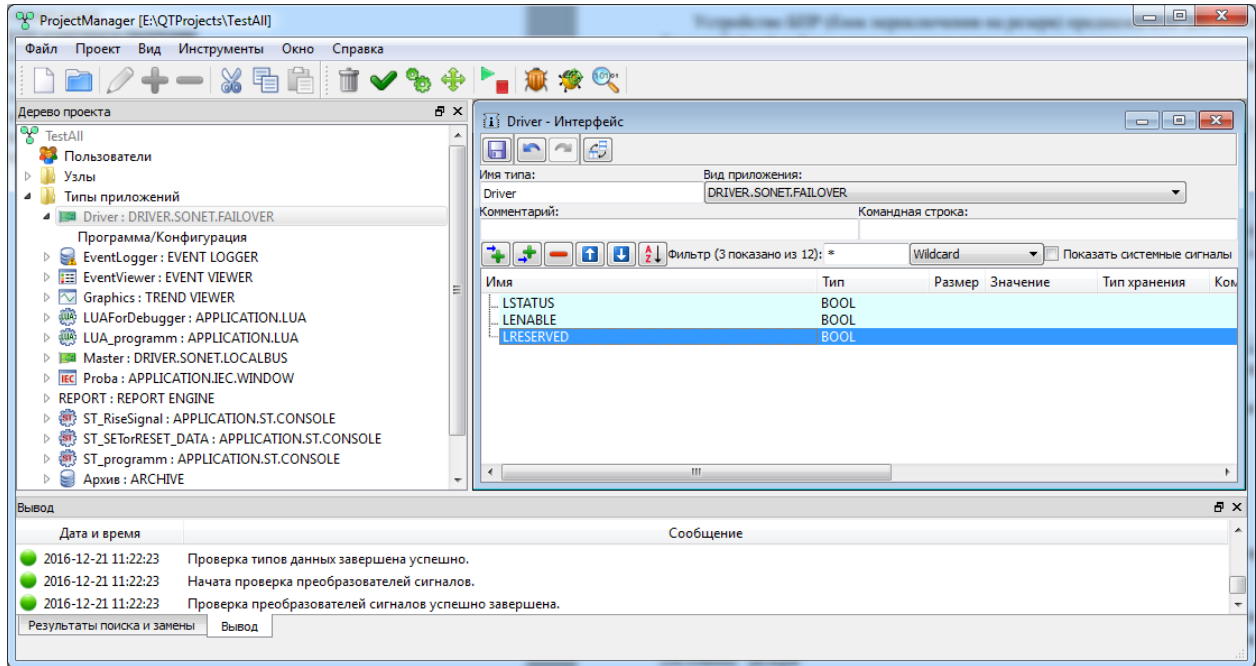 ProjectManager [E:\QTProjects\TestAll]
Файл Проект Вид Инструменты Окно Справка
Дерево проекта
TestAll
Пользователи
Узлы
Типы приложений
Driver : DRIVER.SONET.FAILOVER
Программа/Конфигурация
EventLogger : EVENT LOGGER
EventViewer : EVENT VIEWER
Graphics : TREND VIEWER
LUAForDebugger : APPLICATION.LUA
LUA_programm : APPLICATION.LUA
Master : DRIVER.SONET.LOCALBUS
Proba : APPLICATION.IEC.WINDOW
REPORT : REPORT ENGINE
ST_RiseSignal : APPLICATION.ST.CONSOLE
ST_SETorRESET_DATA : APPLICATION.ST.CONSOLE
ST_programm : APPLICATION.ST.CONSOLE
Архив : ARCHIVE
Driver - Интерфейс
Имя типа: Вид приложения:
Driver DRIVER.SONET.FAILOVER
Комментарий: Командная строка:
Фильтр (3 показано из 12): * Wildcard Показать системные сигналы
Имя Тип Размер Значение Тип хранения Ком
LSTATUS BOOL
LENABLE BOOL
LRESERVED BOOL
Вывод
Дата и время Сообщение
2016-12-21 11:22:23 Проверка типов данных завершена успешно.
2016-12-21 11:22:23 Начата проверка преобразователей сигналов.
2016-12-21 11:22:23 Проверка преобразователей сигналов успешно завершена.
Результаты поиска и замены Вывод